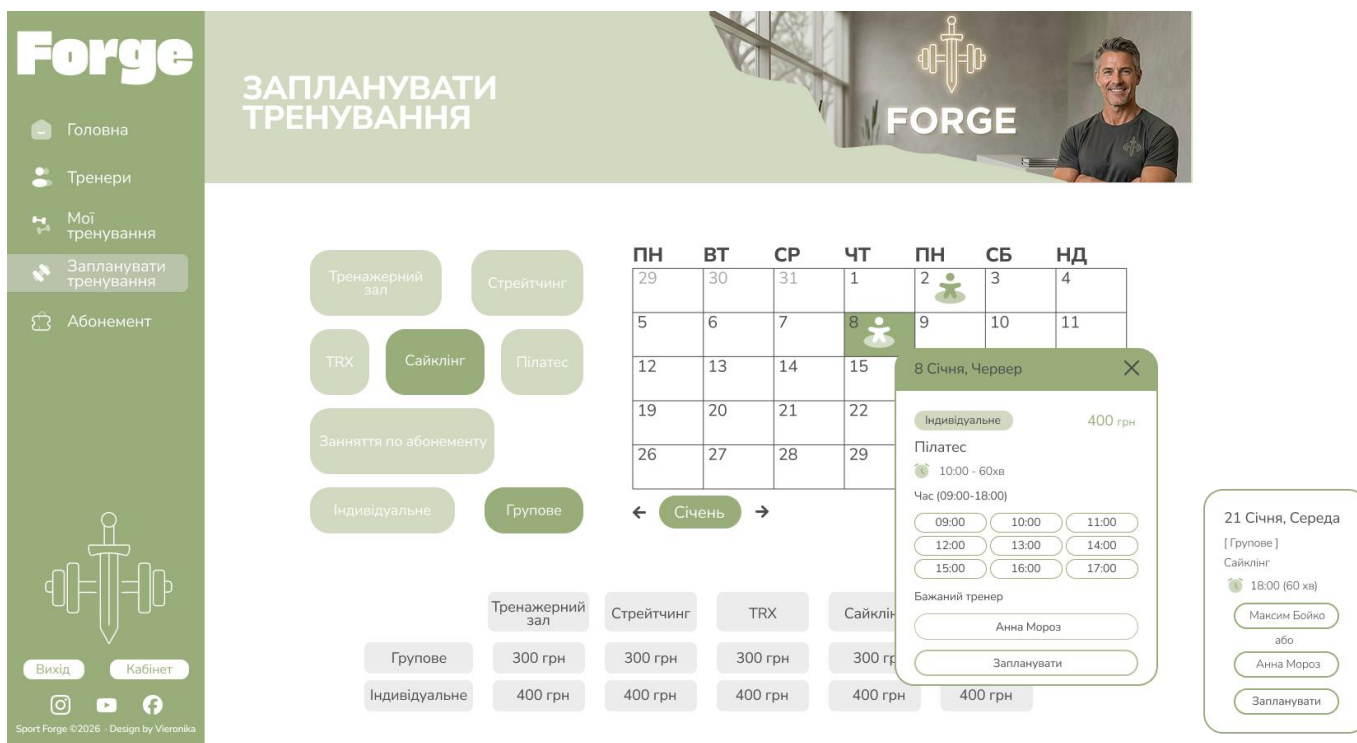 Forge
Головна
Тренери
Мої
тренування
Запланувати
тренування
Абонемент
Вихід
Кабінет
Sport Forge ©2026 - Design by Vieronika
ЗАПЛАНУВАТИ
ТРЕНУВАННЯ
FORGE
Тренажерний
зал
Стрейтчинг
TRX
Сайклінг
Пілатес
Занняття по абонементу
Індивідуальне
Групове
ПН ВТ СР ЧТ ПН СБ НД
29 30 31 1 2 3 4
5 6 7 8 9 10 11
12 13 14 15
19 20 21 22
26 27 28 29
← Січень →
8 Січня, Червер
Індивідуальне
400 грн
Пілатес
10:00 - 60хв
Час (09:00-18:00)
09:00 10:00 11:00
12:00 13:00 14:00
15:00 16:00 17:00
Бажаний тренер
Анна Мороз
Запланувати
Тренажерний
зал
Стрейтчинг
TRX
Сайклін
Групове 300 грн 300 грн 300 грн 300 гр
Індивідуальне 400 грн 400 грн 400 грн 400 грн 400 грн
21 Січня, Середа
[ Групове ]
Сайклінг
18:00 (60 хв)
Максим Бойко
або
Анна Мороз
Запланувати